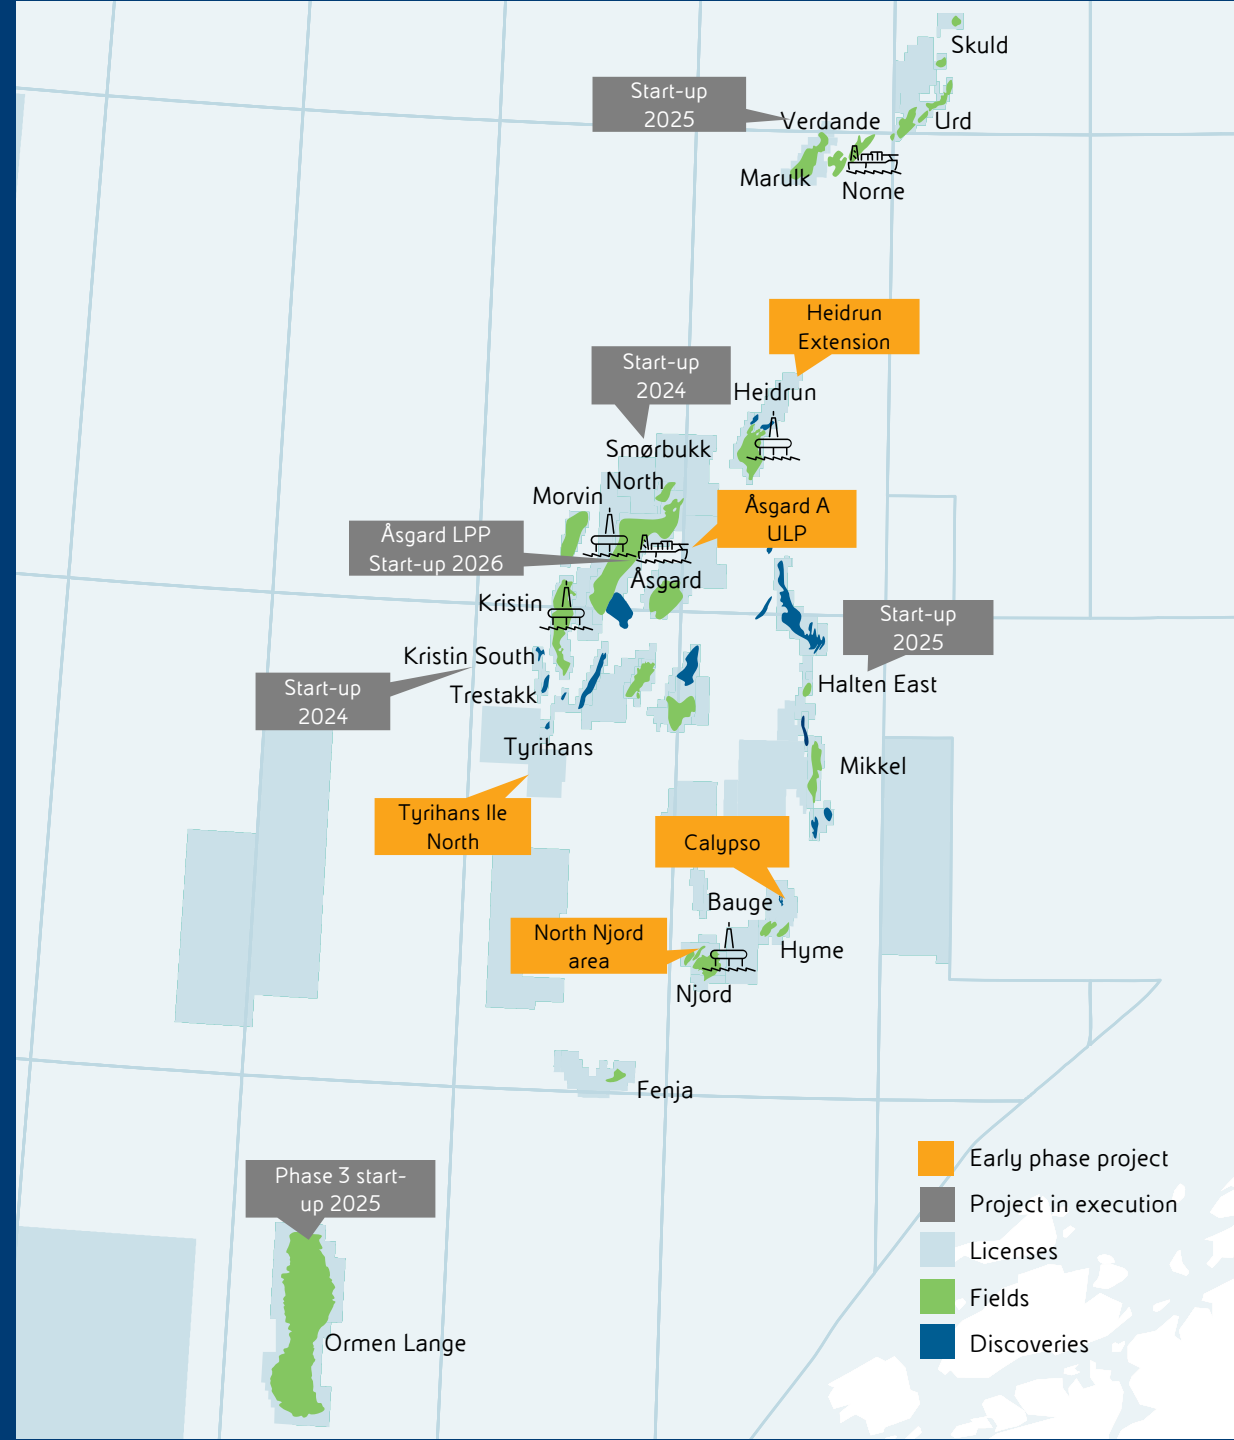 Skuld
Start-up
2025
Verdande
Urd
Marulk
Norne
Heidrun
Extension
Start-up
2024
Heidrun
Smørbukk
North
Morvin
Åsgard A
ULP
Åsgard LPP
Start-up 2026
Åsgard
Kristin
Start-up
2025
Kristin South
Halten East
Start-up
2024
Trestakk
Tyrihans
Mikkel
Tyrihans Ile
North
Calypso
Bauge
North Njord
area
Hyme
Njord
Fenja
Phase 3 start-
up 2025
Ormen Lange
Early phase project
Project in execution
Licenses
Fields
Discoveries